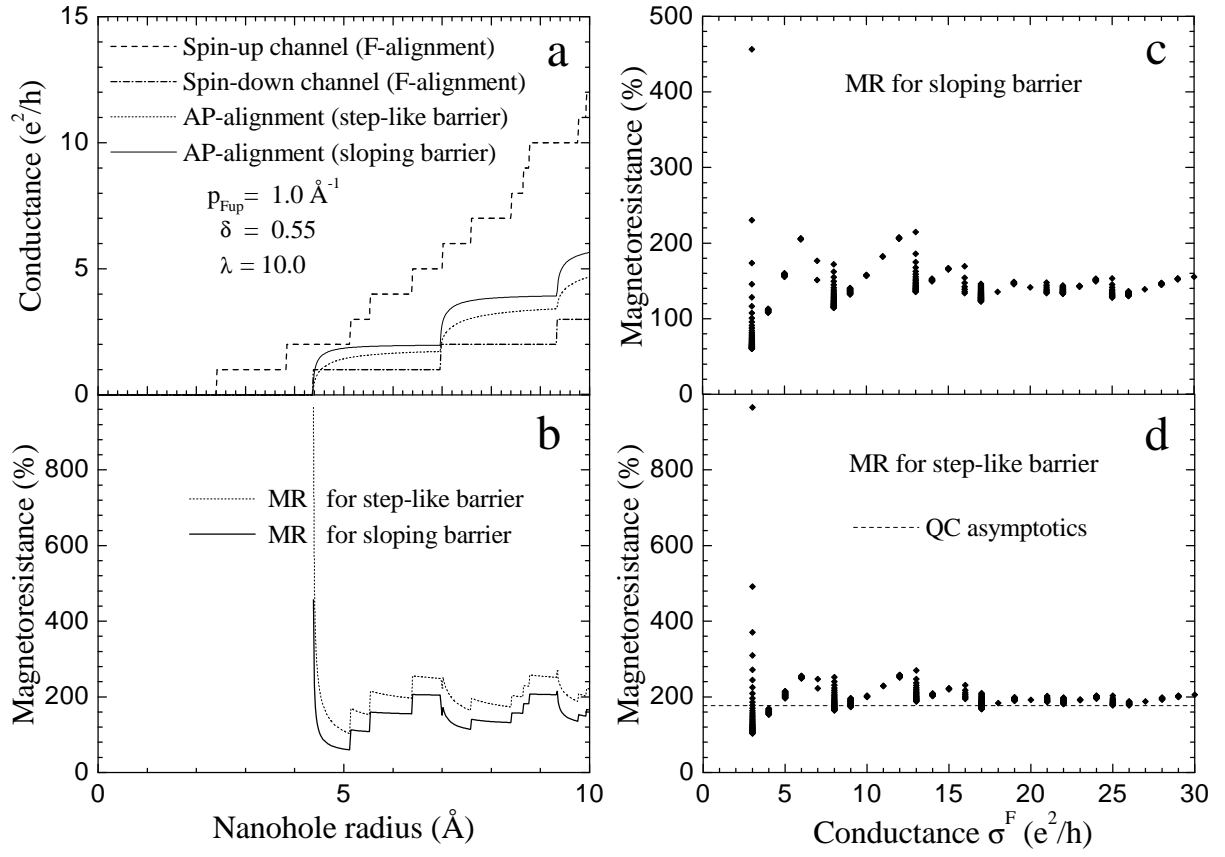 a
15
10
5
0
Conductance (e²/h)
Spin-up channel (F-alignment)
Spin-down channel (F-alignment)
AP-alignment (step-like barrier)
AP-alignment (sloping barrier)
p_Fup = 1.0 Å⁻¹
δ = 0.55
λ = 10.0
b
800
600
400
200
0
Magnetoresistance (%)
MR for step-like barrier
MR for sloping barrier
0 5 10
Nanohole radius (Å)
c
500
400
300
200
100
0
Magnetoresistance (%)
MR for sloping barrier
d
800
600
400
200
0
Magnetoresistance (%)
MR for step-like barrier
QC asymptotics
0 5 10 15 20 25 30
Conductance σ^F (e²/h)